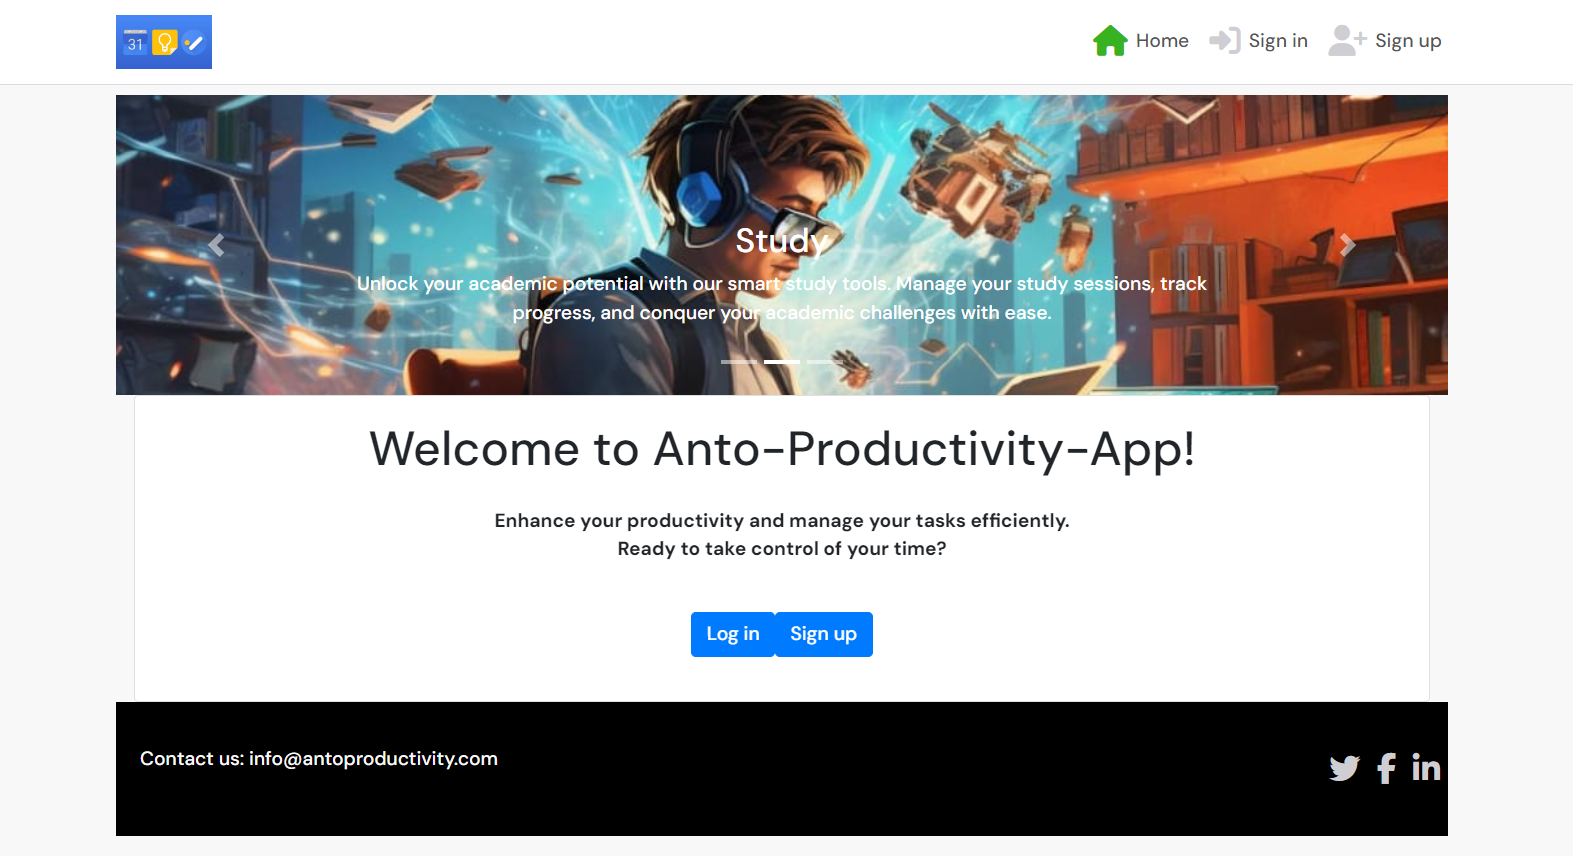 31
Home
Sign in
Sign up
Study
Unlock your academic potential with our smart study tools. Manage your study sessions, track
progress, and conquer your academic challenges with ease.
Welcome to Anto-Productivity-App!
Enhance your productivity and manage your tasks efficiently.
Ready to take control of your time?
Log in
Sign up
Contact us: info@antoproductivity.com